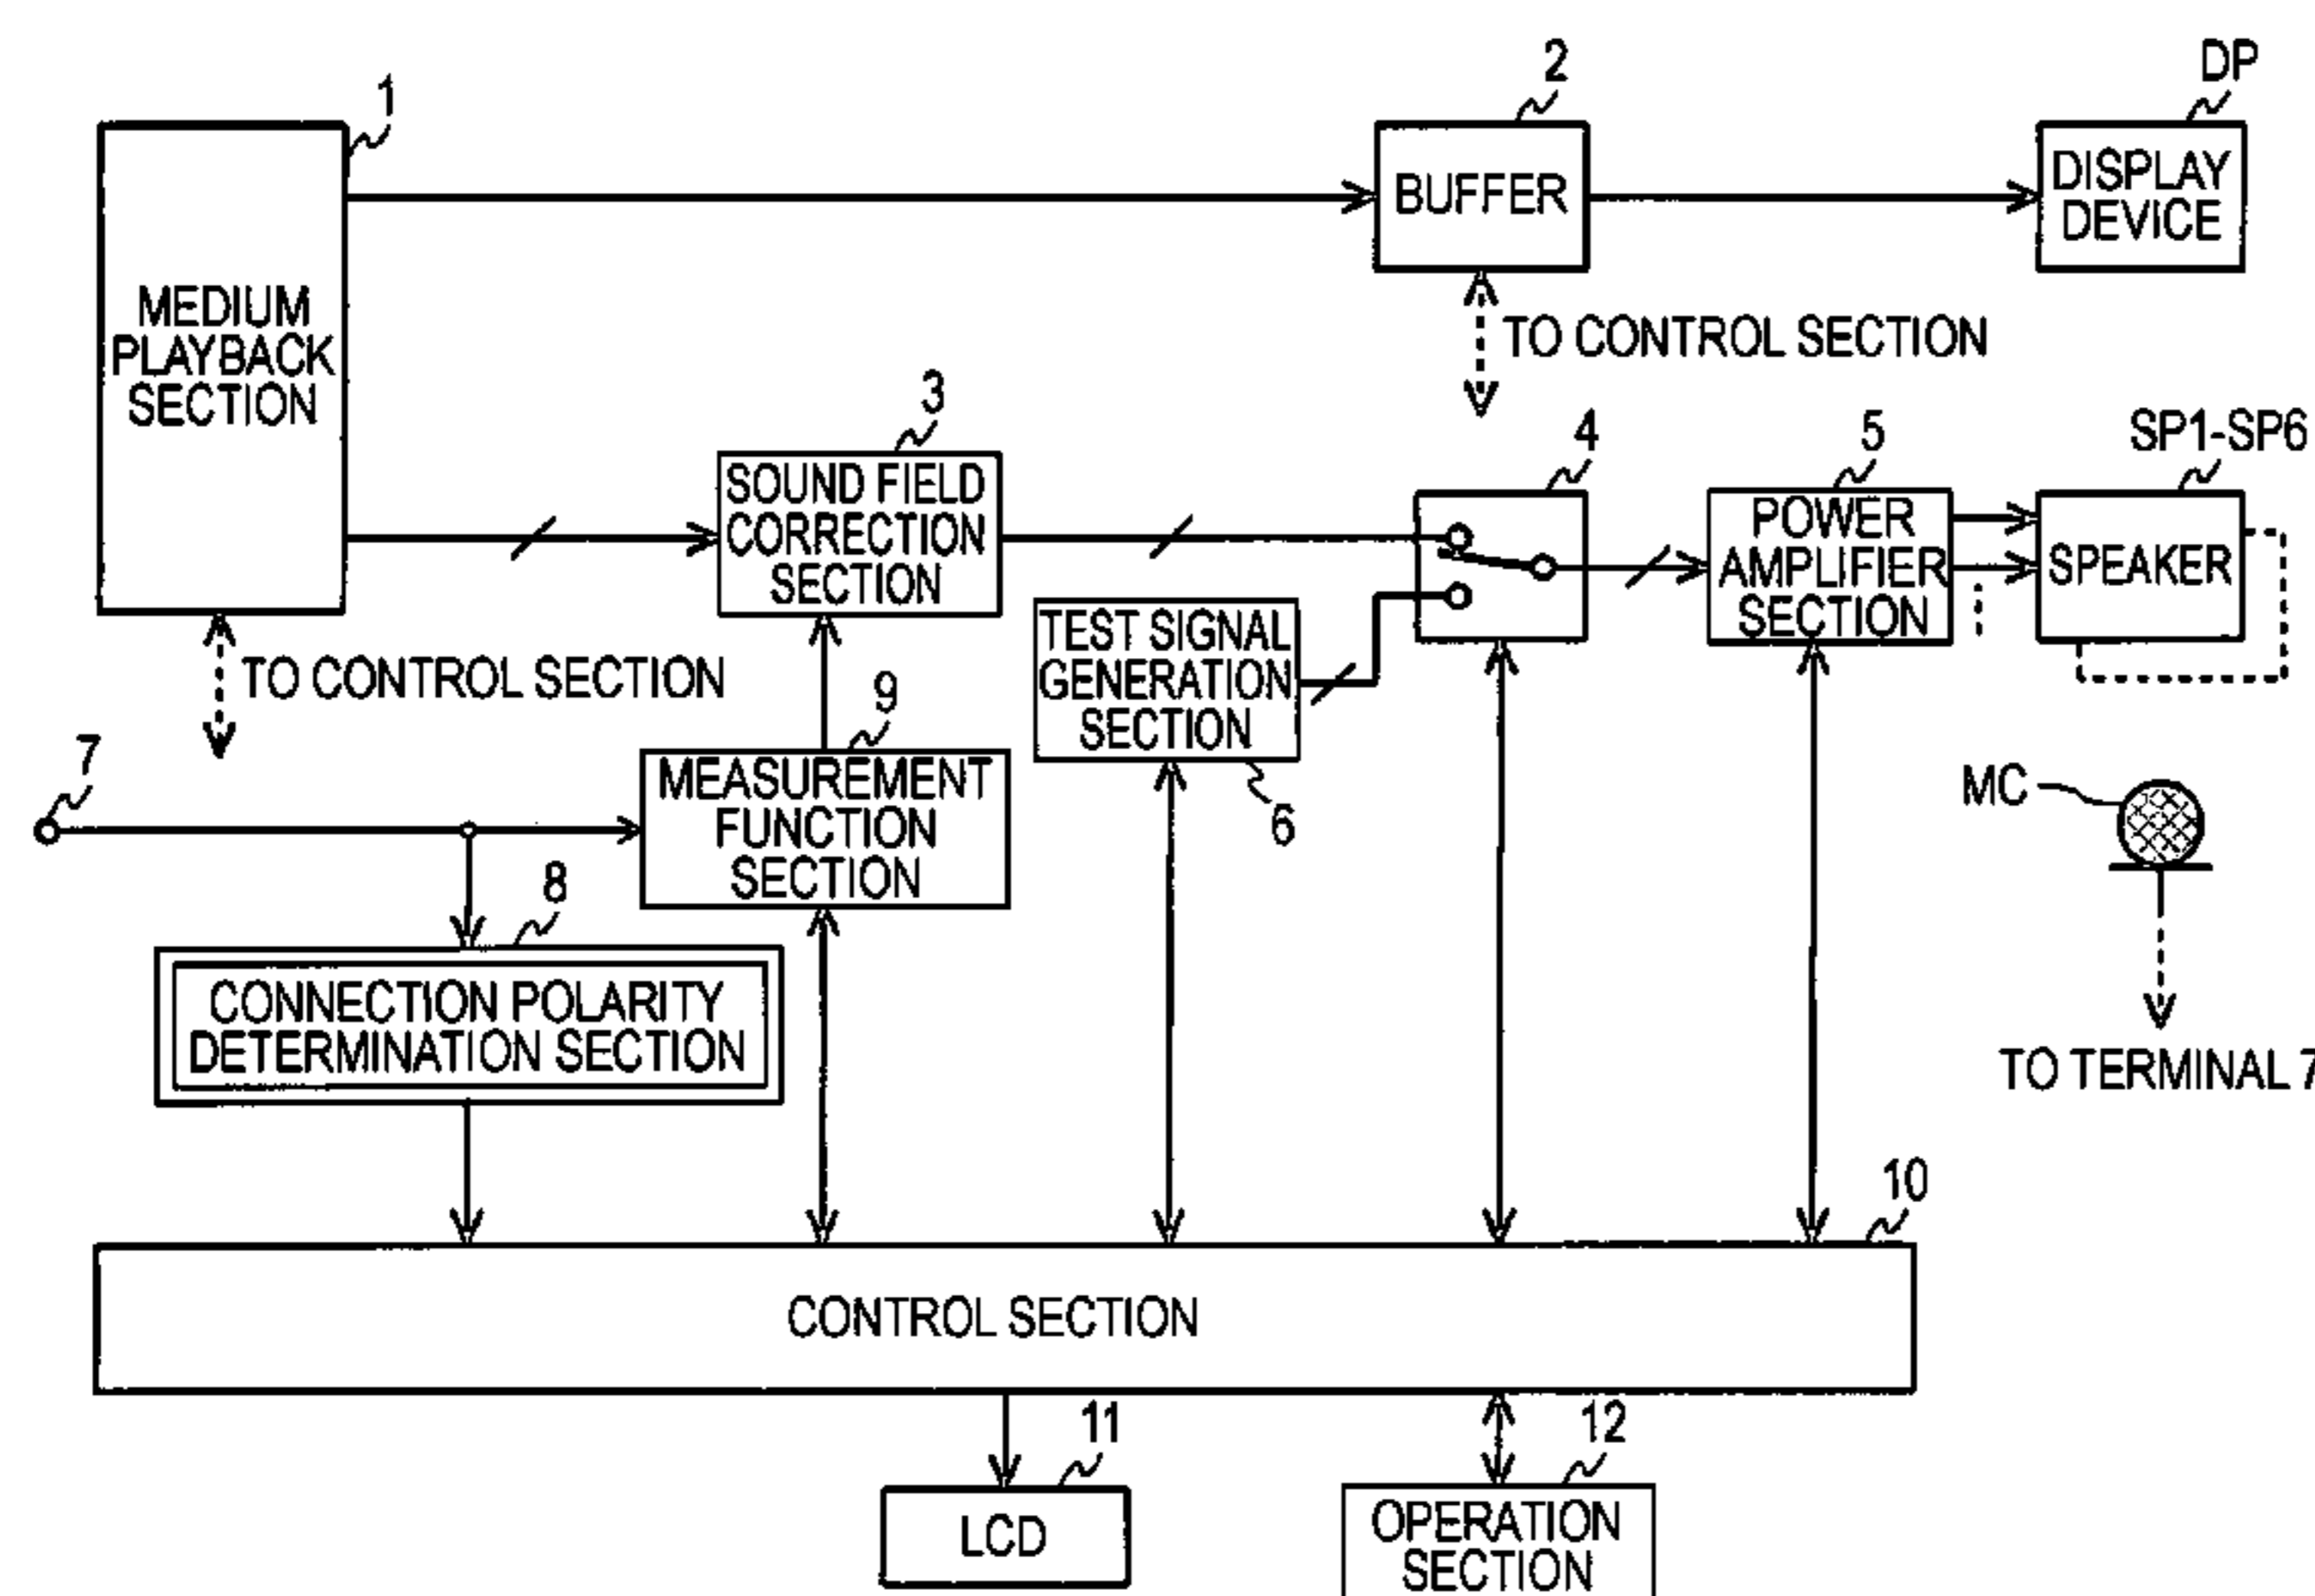 1
2
DP
MEDIUM
PLAYBACK
SECTION
BUFFER
DISPLAY
DEVICE
TO CONTROL SECTION
3
4
5
SP1-SP6
SOUND FIELD
CORRECTION
SECTION
POWER
AMPLIFIER
SECTION
SPEAKER
TO CONTROL SECTION
TEST SIGNAL
GENERATION
SECTION
6
7
9
MEASUREMENT
FUNCTION
SECTION
MC
8
CONNECTION POLARITY
DETERMINATION SECTION
TO TERMINAL 7
10
CONTROL SECTION
11
LCD
12
OPERATION
SECTION